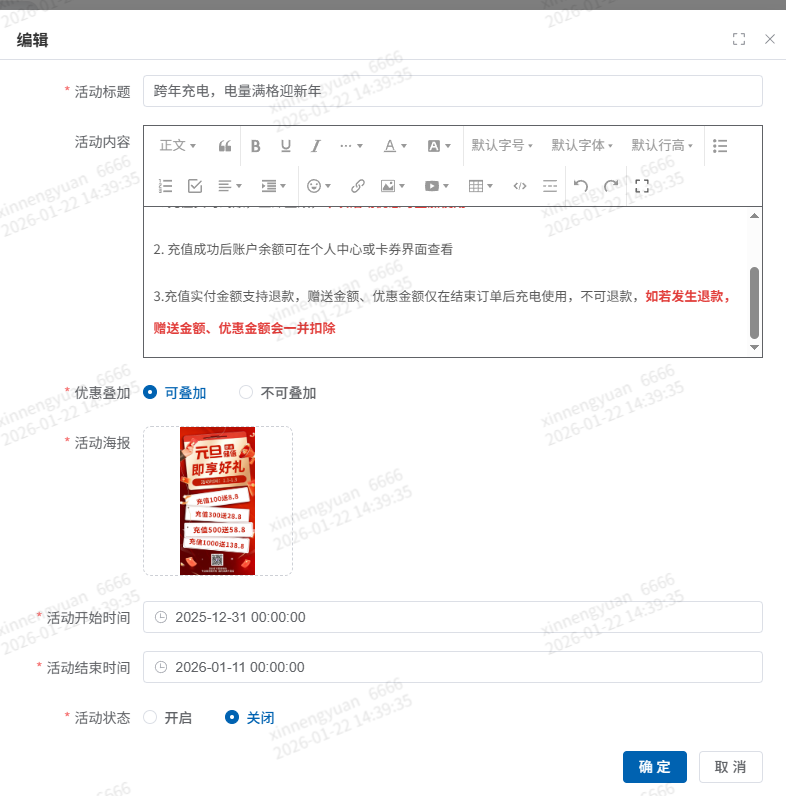 编辑
* 活动标题 跨年充电，电量满格迎新年
活动内容
正文 B U I ... A A 默认字号 默认字体 默认行高
2. 充值成功后账户余额可在个人中心或卡券界面查看
3.充值实付金额支持退款，赠送金额、优惠金额仅在结束订单后充电使用，不可退款，如若发生退款，
赠送金额、优惠金额会一并扣除
* 优惠叠加 可叠加 不可叠加
* 活动海报
元旦
即享好礼
充值100送8.8
充值300送28.8
充值500送58.8
充值1000送138.8
* 活动开始时间 2025-12-31 00:00:00
* 活动结束时间 2026-01-11 00:00:00
* 活动状态 开启 关闭
确定 取消
xinnengyuan 6666
2026-01-22 14:39:35